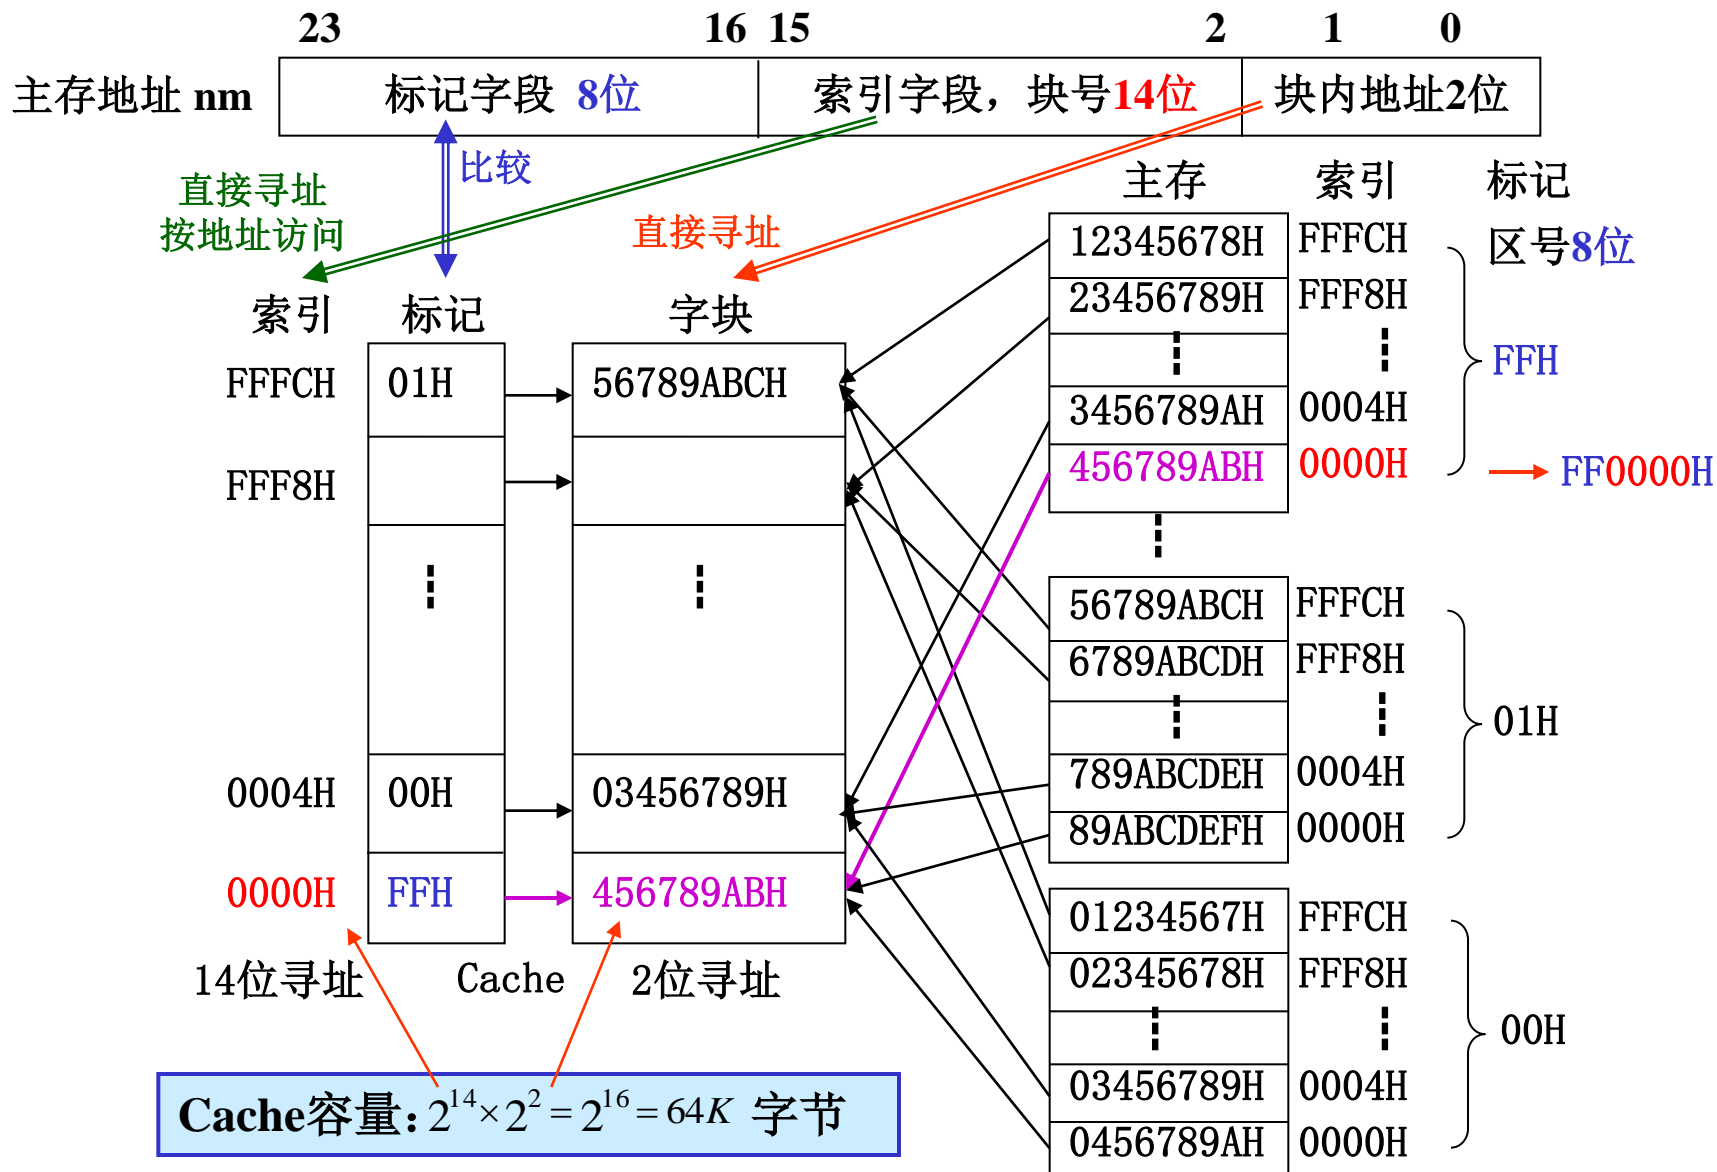 23 16 15 2 1 0
主存地址 nm 标记字段 8位 索引字段，块号14位 块内地址2位
比较
直接寻址
按地址访问
直接寻址
主存 索引 标记
区号8位
索引 标记 字块
FFFCH 01H 56789ABCH
FFF8H
0004H 00H 03456789H
0000H FFH 456789ABH
14位寻址 Cache 2位寻址
12345678H FFFCH
23456789H FFF8H
FFH
3456789AH 0004H
456789ABH 0000H FF0000H
56789ABCH FFFCH
6789ABCDH FFF8H
01H
789ABCDEH 0004H
89ABCDEFH 0000H
01234567H FFFCH
02345678H FFF8H
00H
03456789H 0004H
0456789AH 0000H
Cache容量：2^14×2^2=2^16=64K 字节